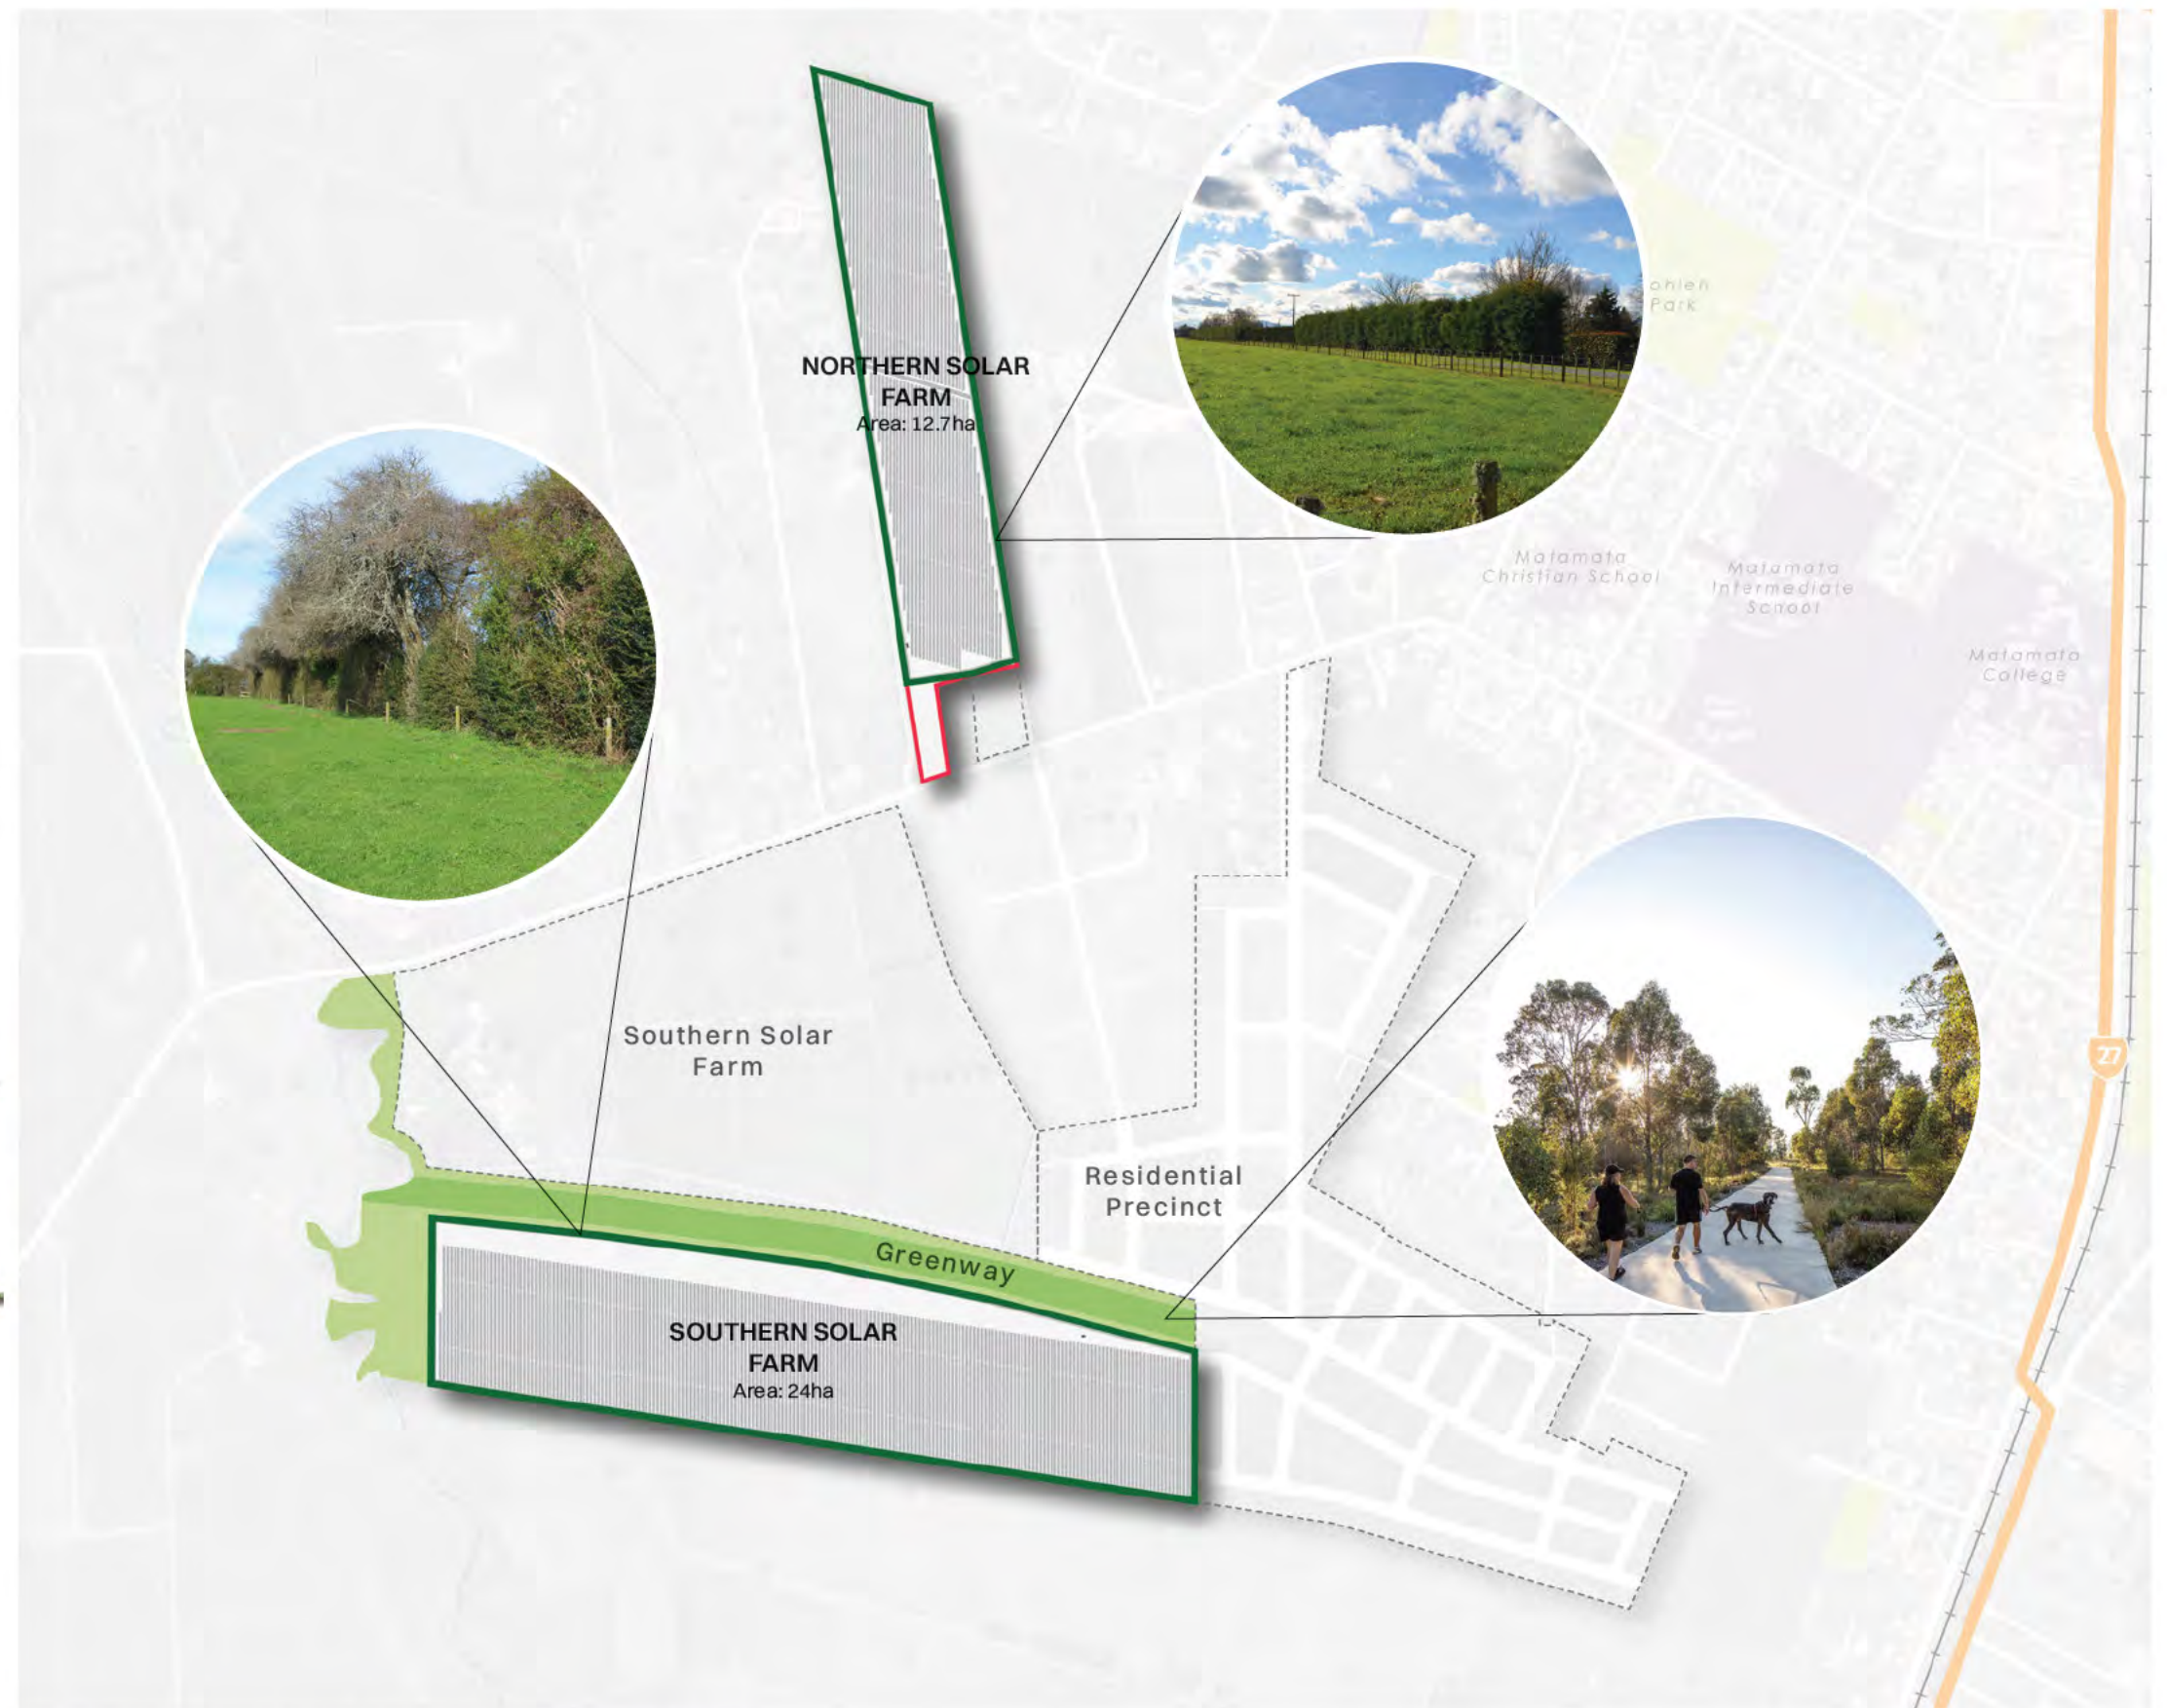 NORTHERN SOLAR
FARM
Area: 12.7ha
Park
Matamata
Christian School
Matamata
Intermediate
School
Matamata
College
Southern Solar
Farm
27
Residential
Precinct
Greenway
SOUTHERN SOLAR
FARM
Area: 24ha